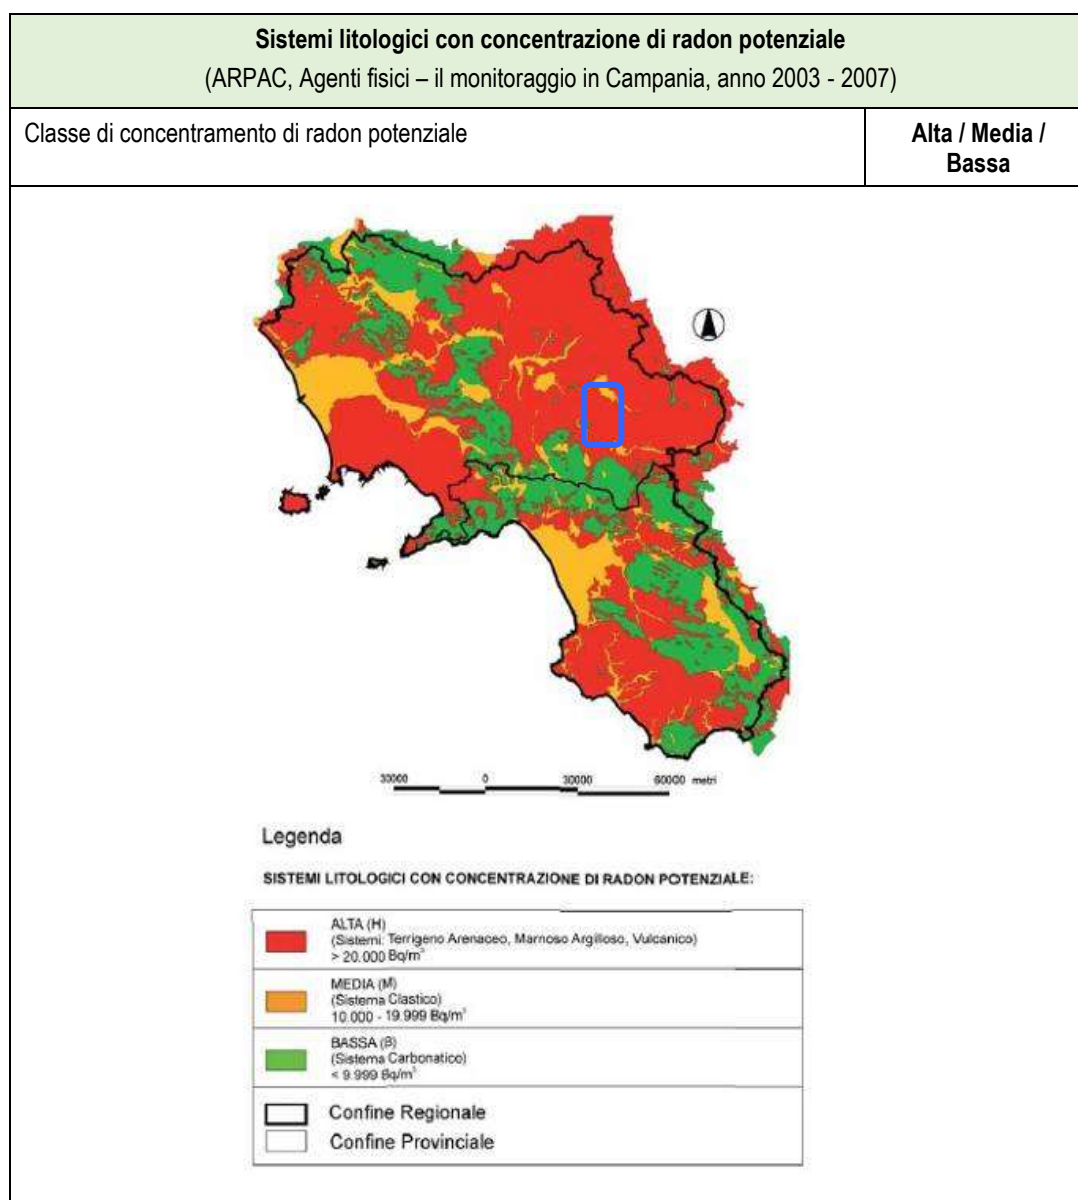 Sistemi litologici con concentrazione di radon potenziale
(ARPAC, Agenti fisici – il monitoraggio in Campania, anno 2003 - 2007)
Classe di concentramento di radon potenziale
Alta / Media /
Bassa
30000 0 30000 60000 metri
Legenda
SISTEMI LITOLOGICI CON CONCENTRAZIONE DI RADON POTENZIALE:
ALTA (H)
(Sistemi: Terrigeno Arenaceo, Marnoso Argilloso, Vulcanico)
> 20.000 Bq/m³
MEDIA (M)
(Sistema Clastico)
10.000 - 19.999 Bq/m³
BASSA (B)
(Sistema Carbonatico)
< 9.999 Bq/m³
Confine Regionale
Confine Provinciale